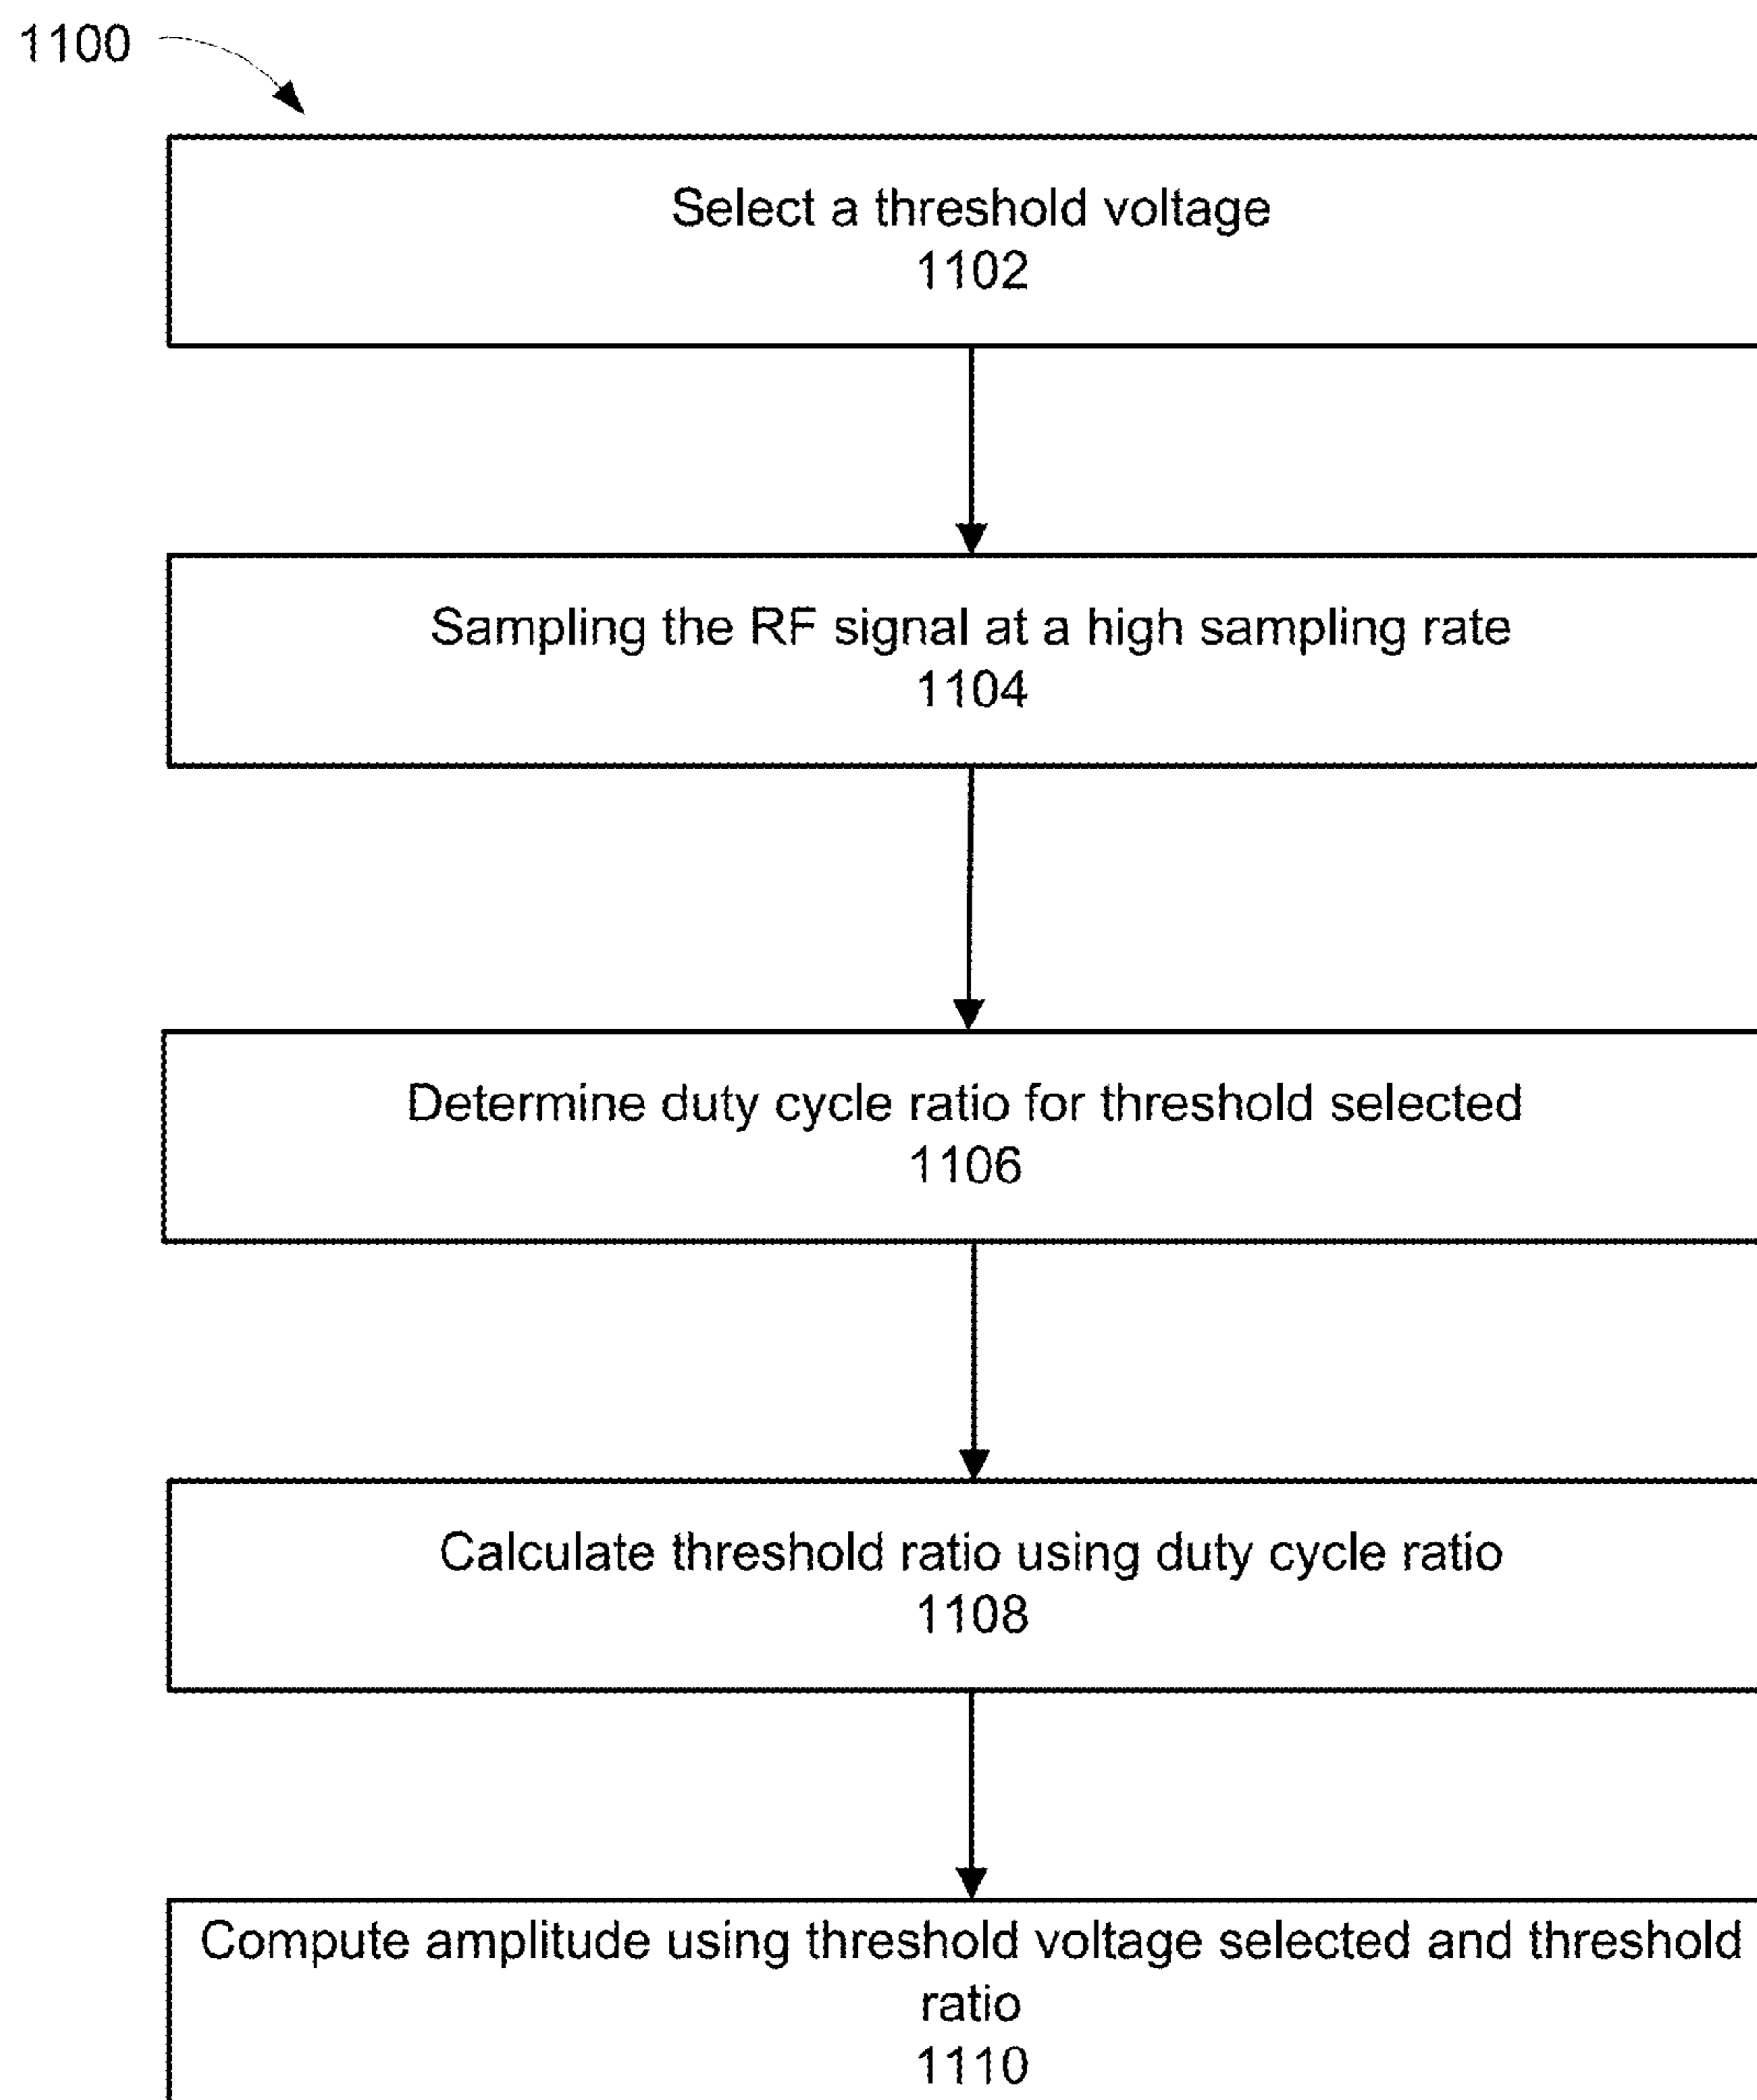 1100
Select a threshold voltage
1102
Sampling the RF signal at a high sampling rate
1104
Determine duty cycle ratio for threshold selected
1106
Calculate threshold ratio using duty cycle ratio
1108
Compute amplitude using threshold voltage selected and threshold
ratio
1110